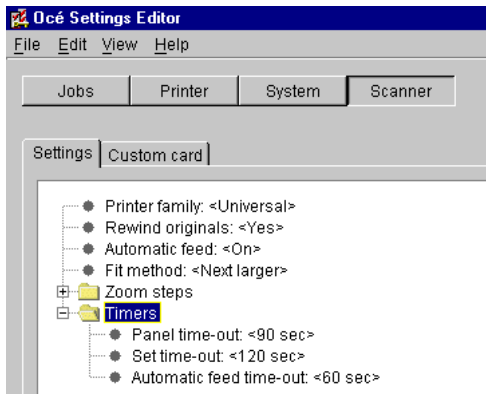 Océ Settings Editor
File Edit View Help
Jobs Printer System Scanner
Settings Custom card
Printer family: <Universal>
Rewind originals: <Yes>
Automatic feed: <On>
Fit method: <Next larger>
Zoom steps
Timers
Panel time-out: <90 sec>
Set time-out: <120 sec>
Automatic feed time-out: <60 sec>